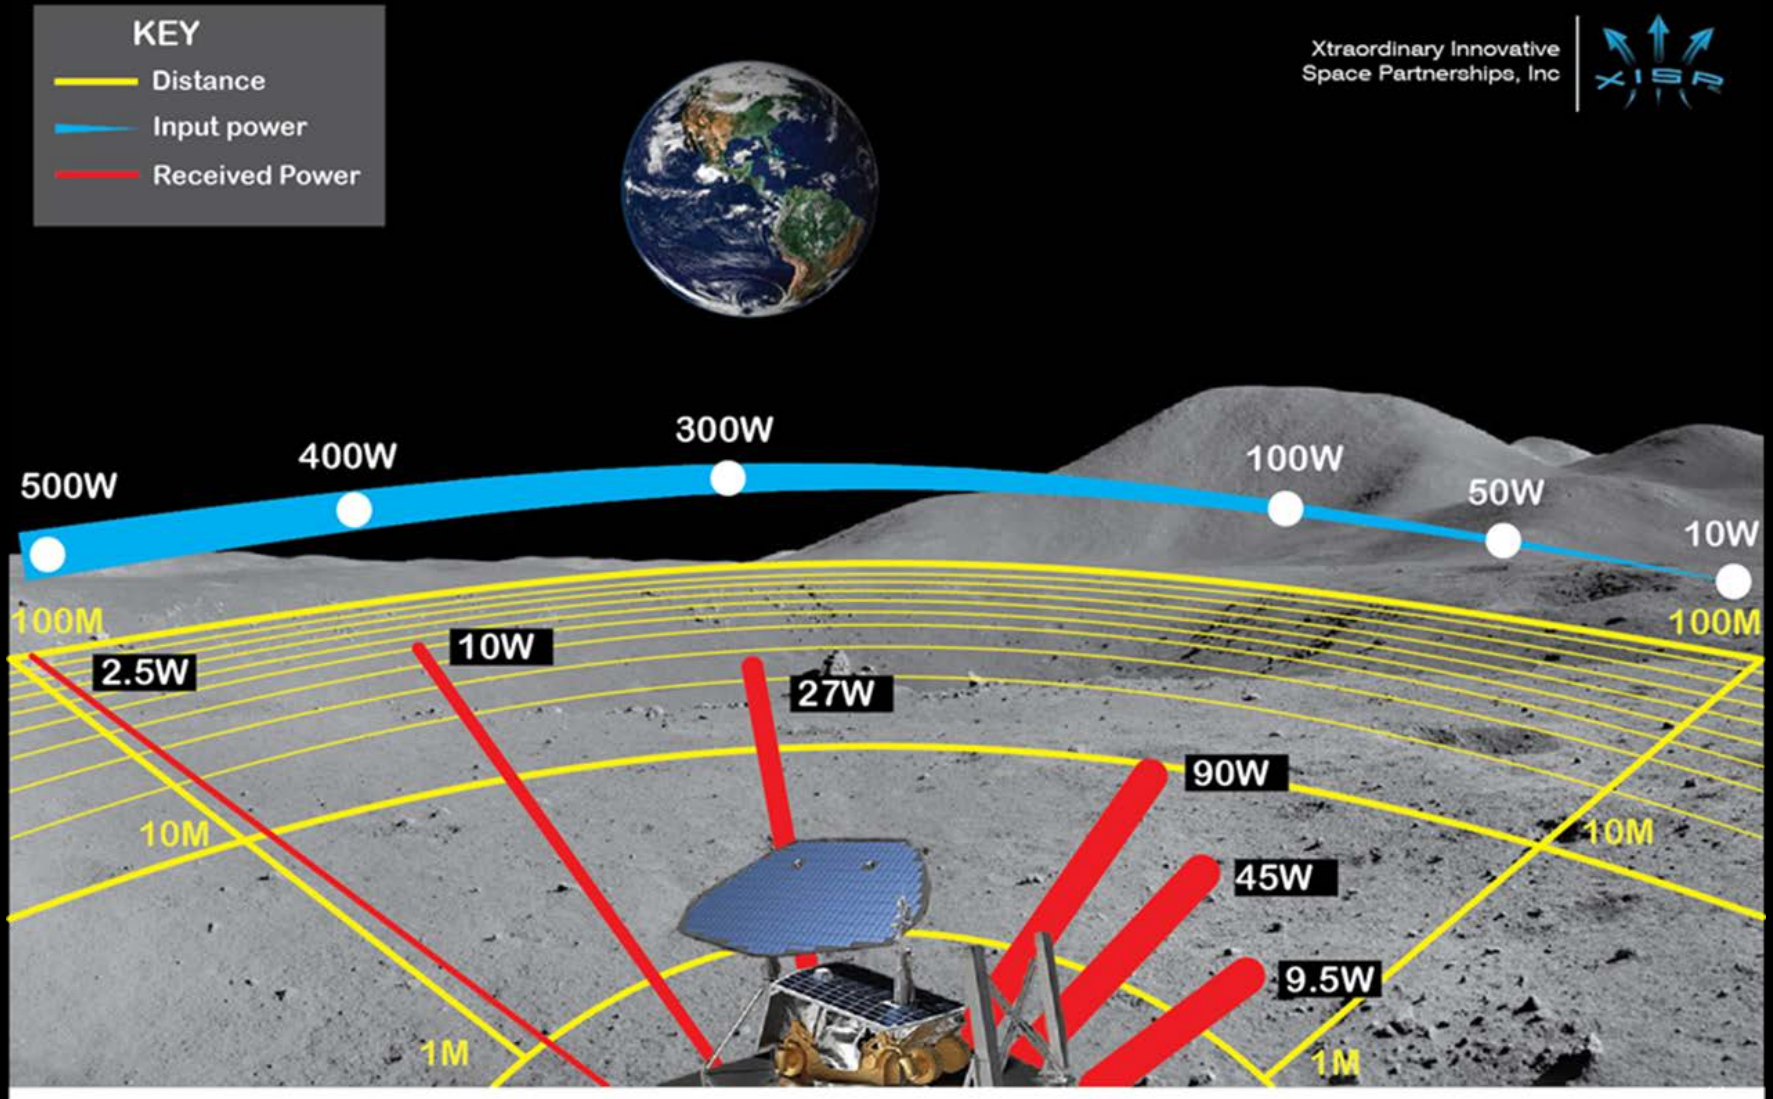 KEY
Distance
Input power
Received Power
Xtraordinary Innovative
Space Partnerships, Inc
XISP
500W
400W
300W
100W
50W
10W
100M
100M
2.5W
10W
27W
90W
45W
9.5W
10M
10M
1M
1M